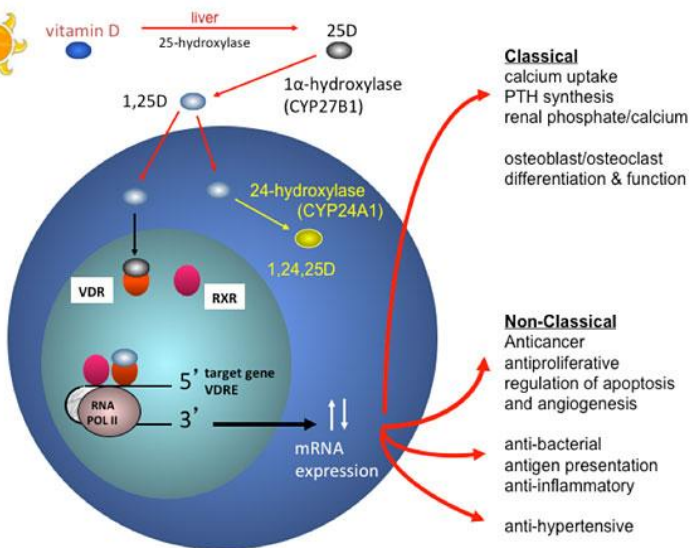 vitamin D
liver
25-hydroxylase
25D
1α-hydroxylase
(CYP27B1)
1,25D
24-hydroxylase
(CYP24A1)
1,24,25D
VDR
RXR
5’ target gene
VDRE
RNA
POL II
3’
mRNA
expression
Classical
calcium uptake
PTH synthesis
renal phosphate/calcium
osteoblast/osteoclast
differentiation & function
Non-Classical
Anticancer
antiproliferative
regulation of apoptosis
and angiogenesis
anti-bacterial
antigen presentation
anti-inflammatory
anti-hypertensive